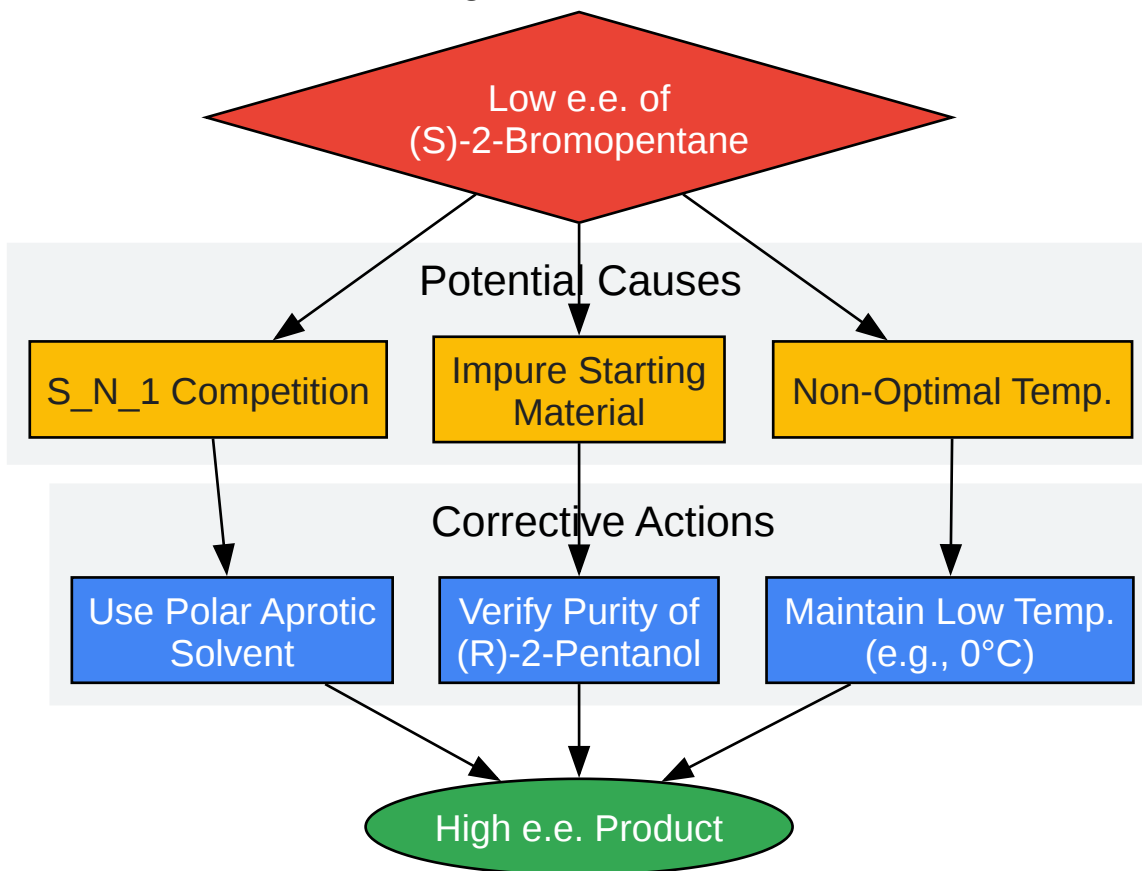 Low e.e. of
(S)-2-Bromopentane
Potential Causes
S_N_1 Competition
Impure Starting
Material
Non-Optimal Temp.
Corrective Actions
Use Polar Aprotic
Solvent
Verify Purity of
(R)-2-Pentanol
Maintain Low Temp.
(e.g., 0°C)
High e.e. Product